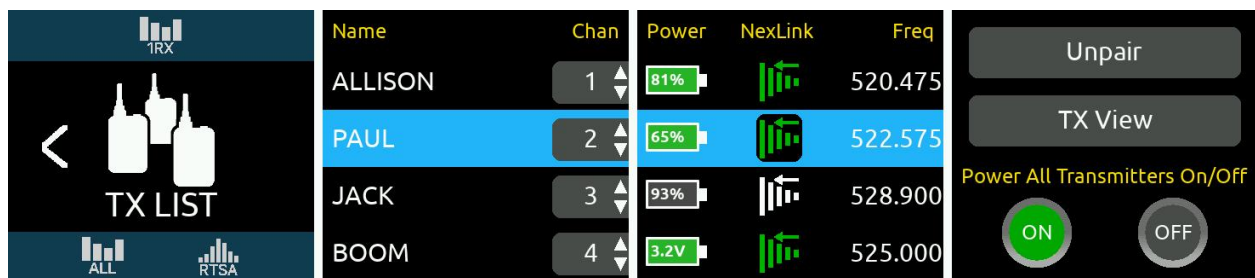 1RX
TX LIST
ALL RTSA
Name Chan Power NexLink Freq
ALLISON 1 81% 520.475
PAUL 2 65% 522.575
JACK 3 93% 528.900
BOOM 4 3.2V 525.000
Unpair
TX View
Power All Transmitters On/Off
ON OFF